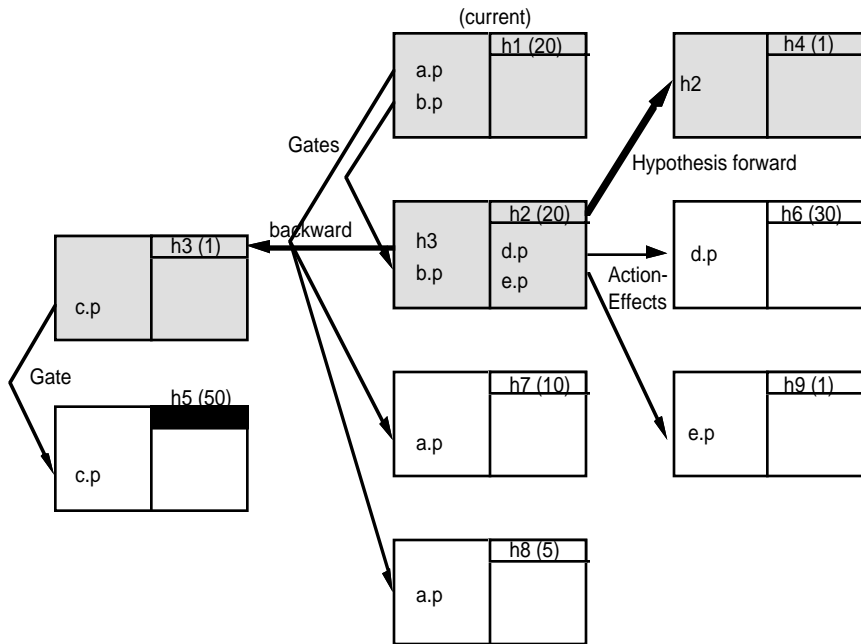 (current)
h1 (20)
a.p
b.p
h4 (1)
h2
Gates
Hypothesis forward
h2 (20)
h3
b.p
d.p
e.p
backward
h3 (1)
c.p
h6 (30)
d.p
Action-
Effects
Gate
h5 (50)
c.p
h7 (10)
a.p
h9 (1)
e.p
h8 (5)
a.p